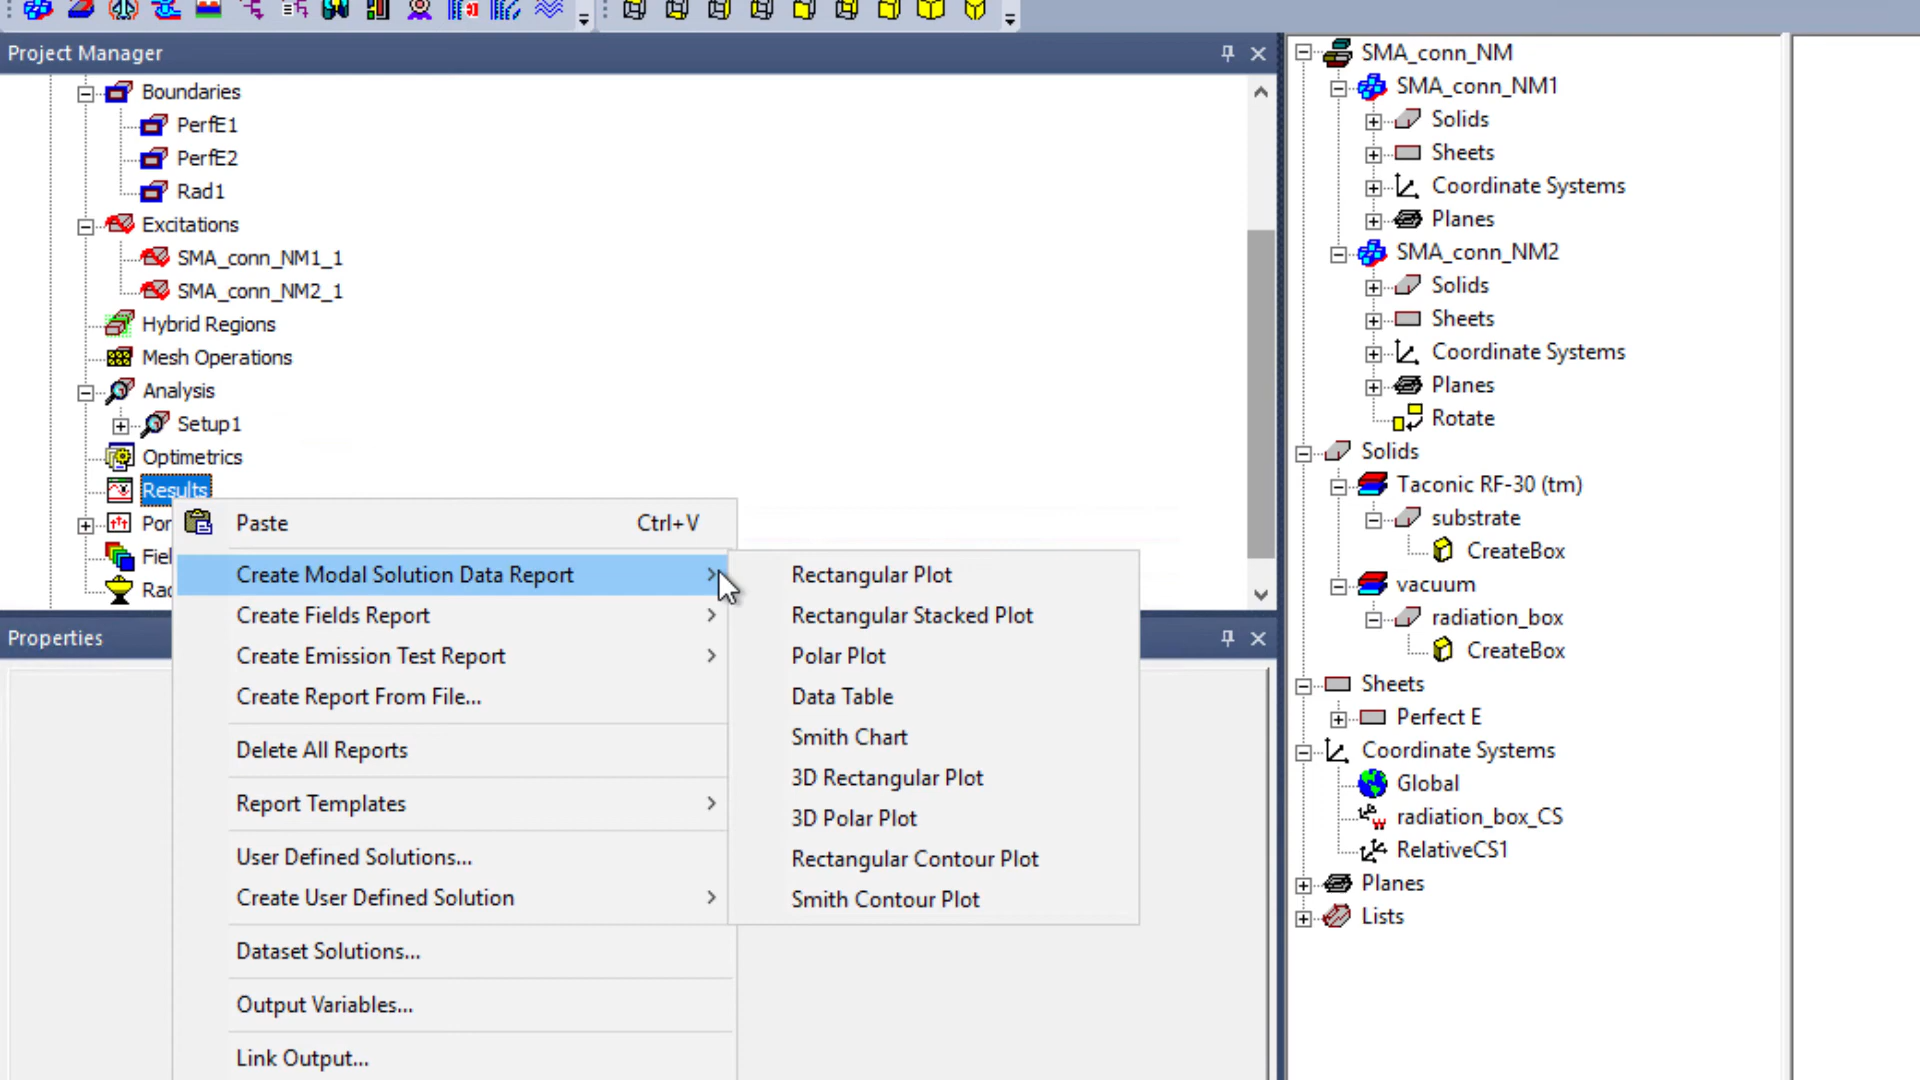 Project Manager
Boundaries
PerfE1
PerfE2
Rad1
Excitations
SMA_conn_NM1_1
SMA_conn_NM2_1
Hybrid Regions
Mesh Operations
Analysis
Setup1
Optimetrics
Results
Por
Fiel
Rac
Paste Ctrl+V
Create Modal Solution Data Report
Create Fields Report
Create Emission Test Report
Create Report From File...
Delete All Reports
Report Templates
User Defined Solutions...
Create User Defined Solution
Dataset Solutions...
Output Variables...
Link Output...
Rectangular Plot
Rectangular Stacked Plot
Polar Plot
Data Table
Smith Chart
3D Rectangular Plot
3D Polar Plot
Rectangular Contour Plot
Smith Contour Plot
Properties
SMA_conn_NM
SMA_conn_NM1
Solids
Sheets
Coordinate Systems
Planes
SMA_conn_NM2
Solids
Sheets
Coordinate Systems
Planes
Rotate
Solids
Taconic RF-30 (tm)
substrate
CreateBox
vacuum
radiation_box
CreateBox
Sheets
Perfect E
Coordinate Systems
Global
radiation_box_CS
RelativeCS1
Planes
Lists